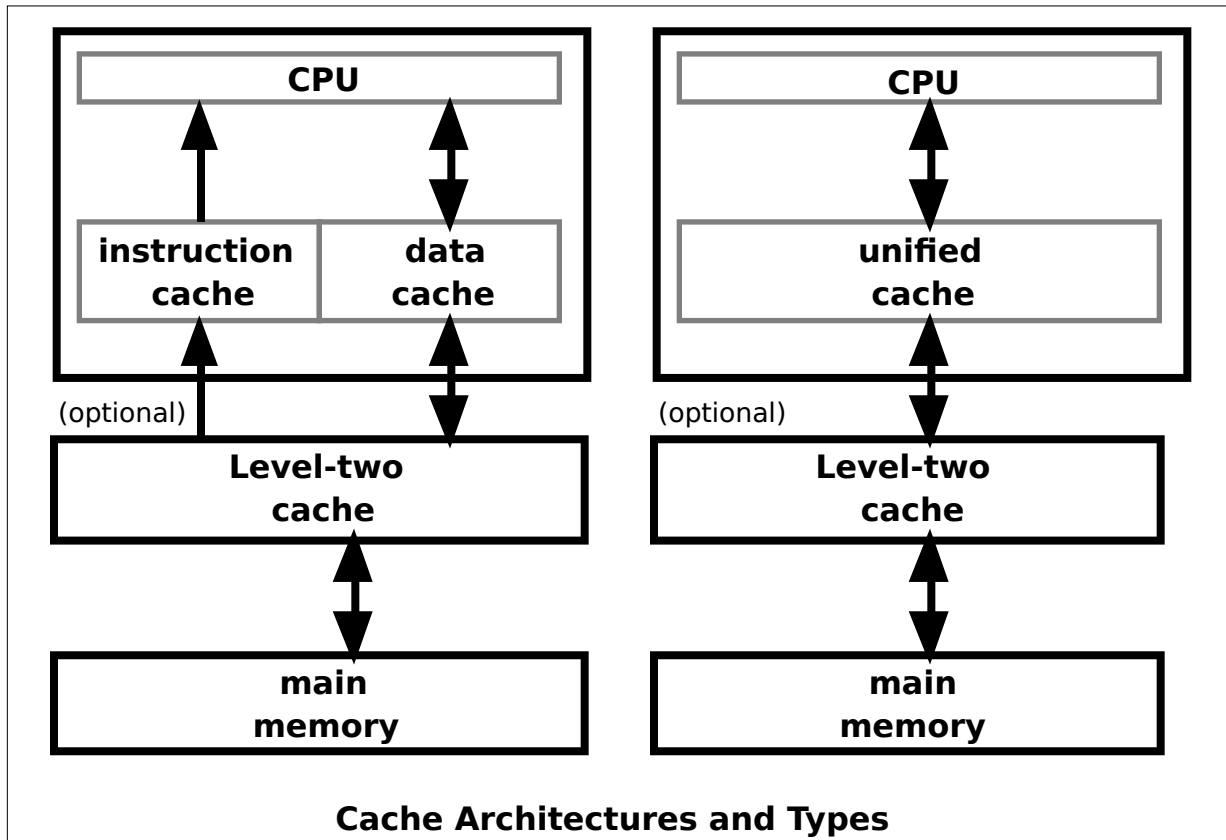 CPU
instruction
cache
data
cache
(optional)
Level-two
cache
main
memory
CPU
unified
cache
(optional)
Level-two
cache
main
memory
Cache Architectures and Types